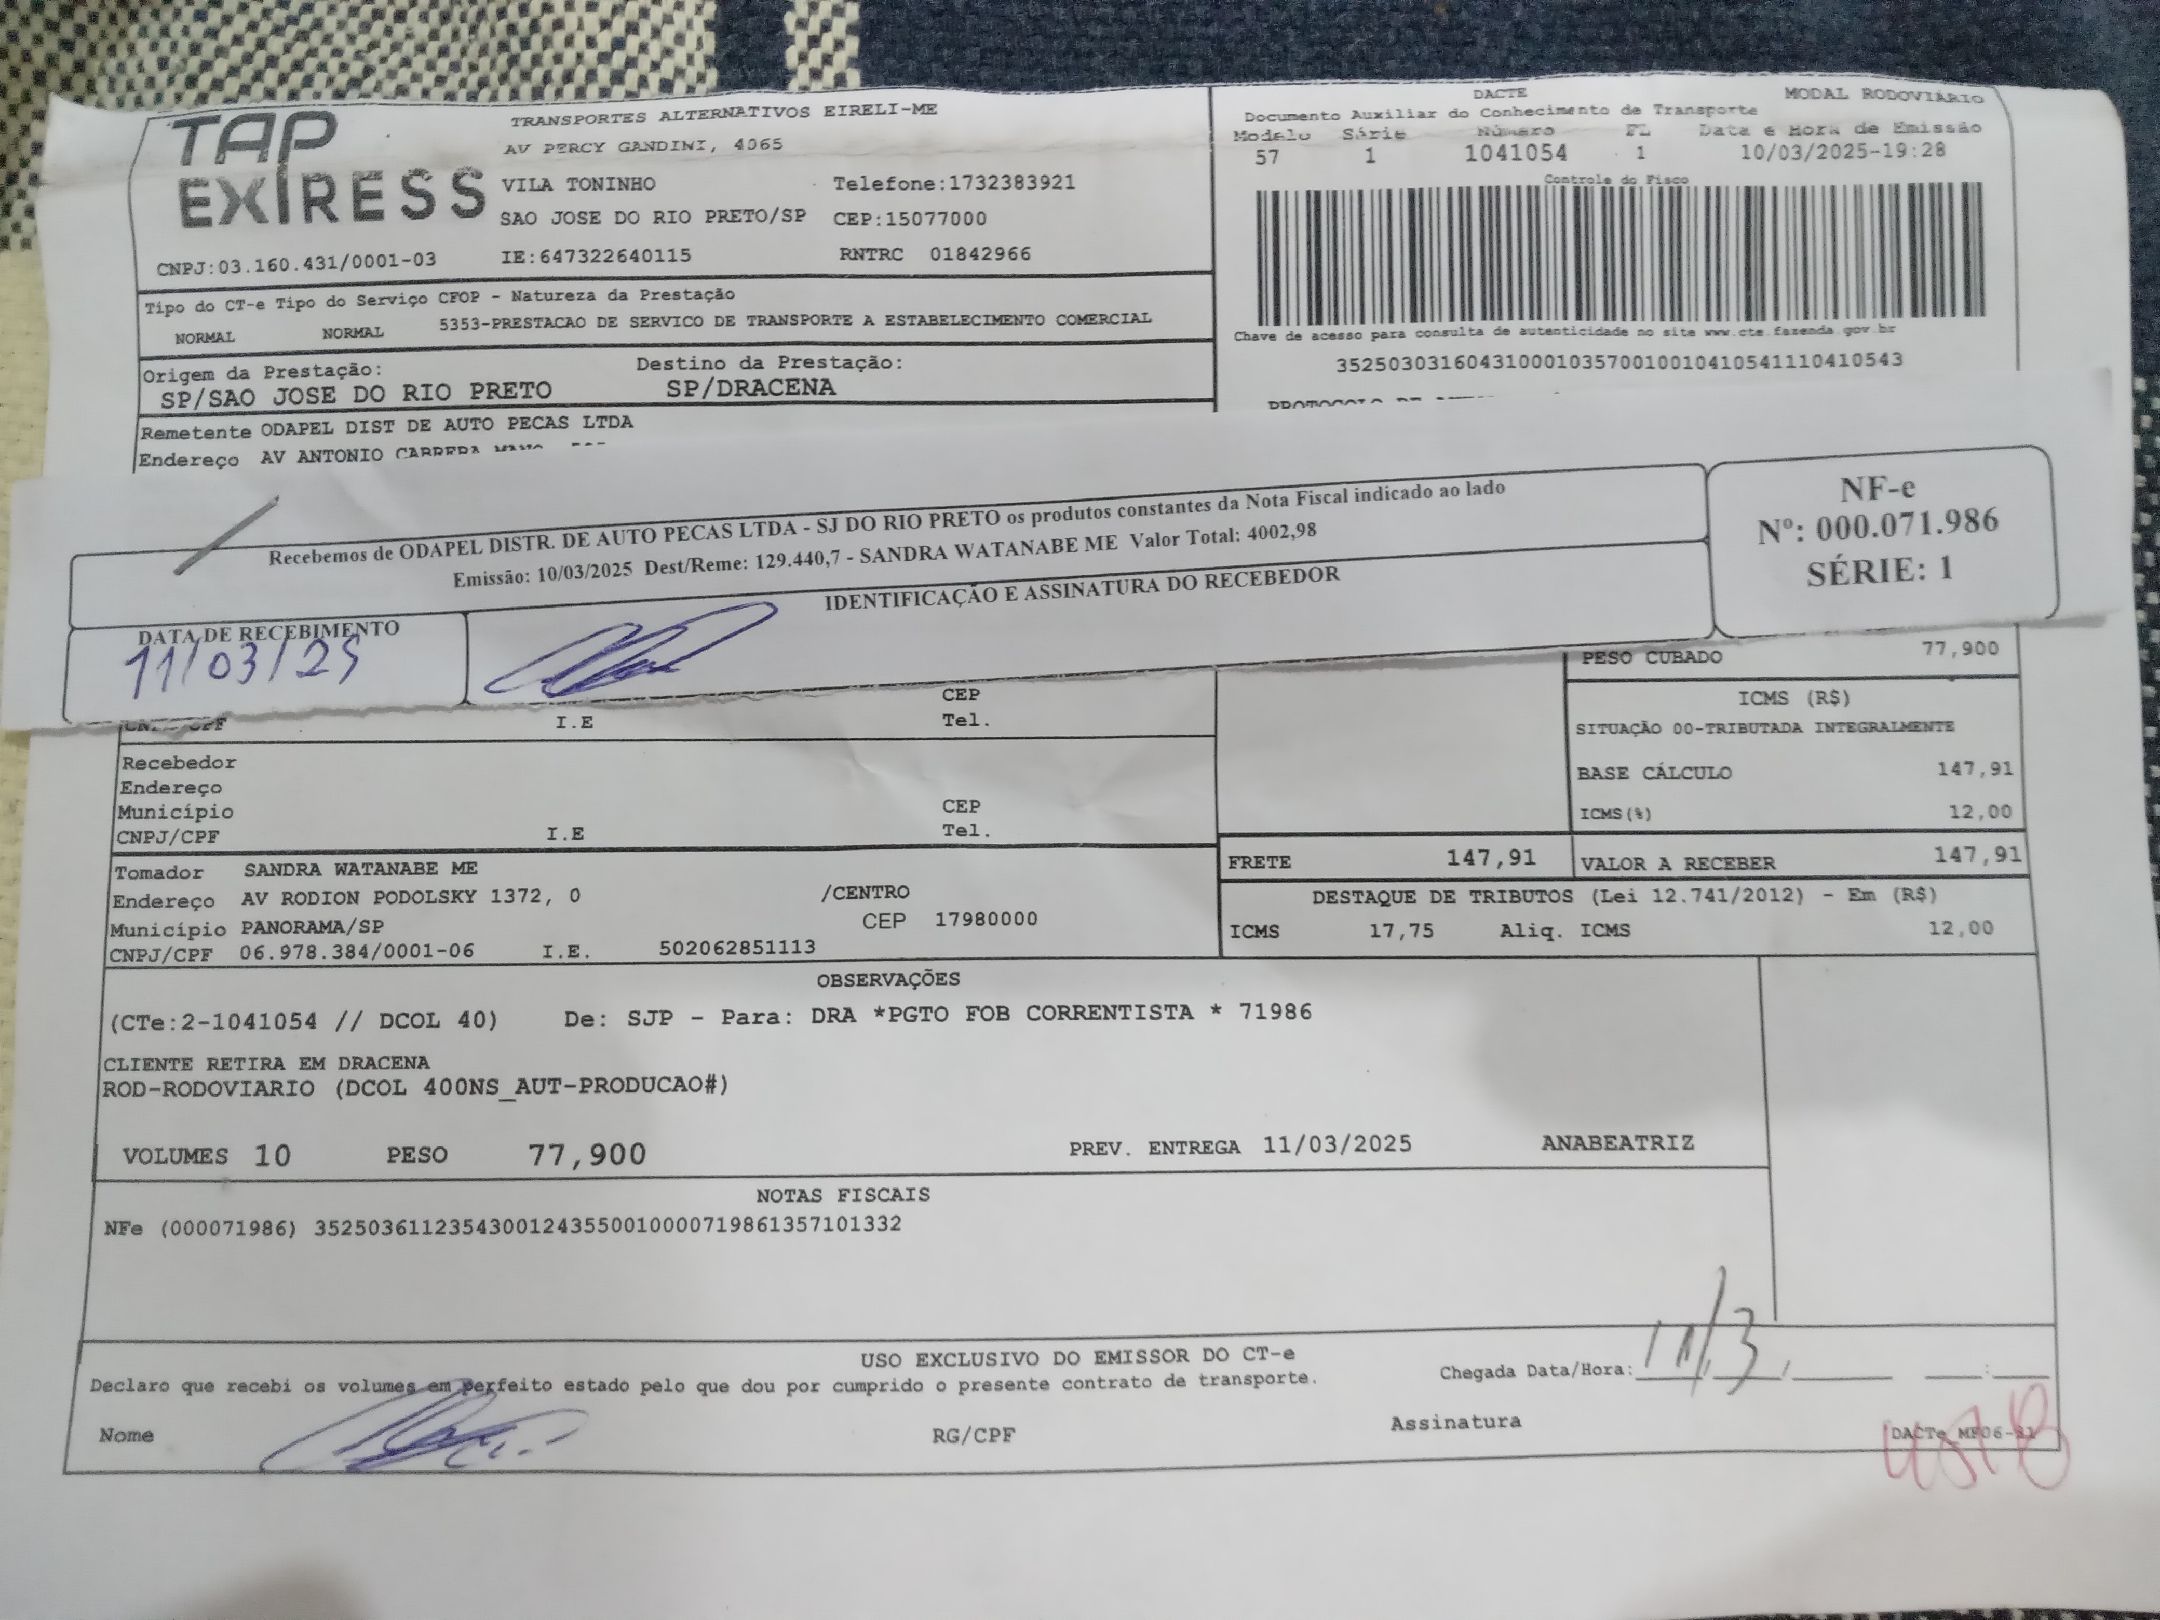 TAP EXPRESS
TRANSPORTES ALTERNATIVOS EIRELI-ME
AV PERCY GANDINI, 4065
VILA TONINHO Telefone:1732383921
SAO JOSE DO RIO PRETO/SP CEP:15077000
CNPJ:03.160.431/0001-03 IE:647322640115 RNTRC 01842966
DACTE MODAL RODOVIÁRIO
Documento Auxiliar do Conhecimento de Transporte
Modelo Série Número FL Data e Hora de Emissão
57 1 1041054 1 10/03/2025-19:28
Controle do Fisco
Chave de acesso para consulta de autenticidade no site www.cte.fazenda.gov.br
35250303160431000103570010010410541110410543
Tipo do CT-e Tipo do Serviço CFOP - Natureza da Prestação
NORMAL NORMAL 5353-PRESTACAO DE SERVICO DE TRANSPORTE A ESTABELECIMENTO COMERCIAL
Origem da Prestação: Destino da Prestação:
SP/SAO JOSE DO RIO PRETO SP/DRACENA
Remetente ODAPEL DIST DE AUTO PECAS LTDA
Endereço AV ANTONIO CABRERA
Recebemos de ODAPEL DISTR. DE AUTO PECAS LTDA - SJ DO RIO PRETO os produtos constantes da Nota Fiscal indicado ao lado
Emissão: 10/03/2025 Dest/Reme: 129.440,7 - SANDRA WATANABE ME Valor Total: 4002,98
NF-e
Nº: 000.071.986
SÉRIE: 1
DATA DE RECEBIMENTO IDENTIFICAÇÃO E ASSINATURA DO RECEBEDOR
11/03/25
PESO CUBADO 77,900
CEP
CNPJ/CPF I.E Tel.
ICMS (R$)
SITUAÇÃO 00-TRIBUTADA INTEGRALMENTE
BASE CÁLCULO 147,91
ICMS(%) 12,00
Recebedor
Endereço
Município CEP
CNPJ/CPF I.E Tel.
FRETE 147,91 VALOR A RECEBER 147,91
DESTAQUE DE TRIBUTOS (Lei 12.741/2012) - Em (R$)
ICMS 17,75 Aliq. ICMS 12,00
Tomador SANDRA WATANABE ME
Endereço AV RODION PODOLSKY 1372, 0 /CENTRO
Município PANORAMA/SP CEP 17980000
CNPJ/CPF 06.978.384/0001-06 I.E. 502062851113
OBSERVAÇÕES
(CTe:2-1041054 // DCOL 40) De: SJP - Para: DRA *PGTO FOB CORRENTISTA * 71986
CLIENTE RETIRA EM DRACENA
ROD-RODOVIARIO (DCOL 400NS_AUT-PRODUCAO#)
VOLUMES 10 PESO 77,900 PREV. ENTREGA 11/03/2025 ANABEATRIZ
NOTAS FISCAIS
NFe (000071986) 35250361123543001243550010000719861357101332
USO EXCLUSIVO DO EMISSOR DO CT-e
Declaro que recebi os volumes em perfeito estado pelo que dou por cumprido o presente contrato de transporte.
Chegada Data/Hora: 11/3
Nome RG/CPF Assinatura